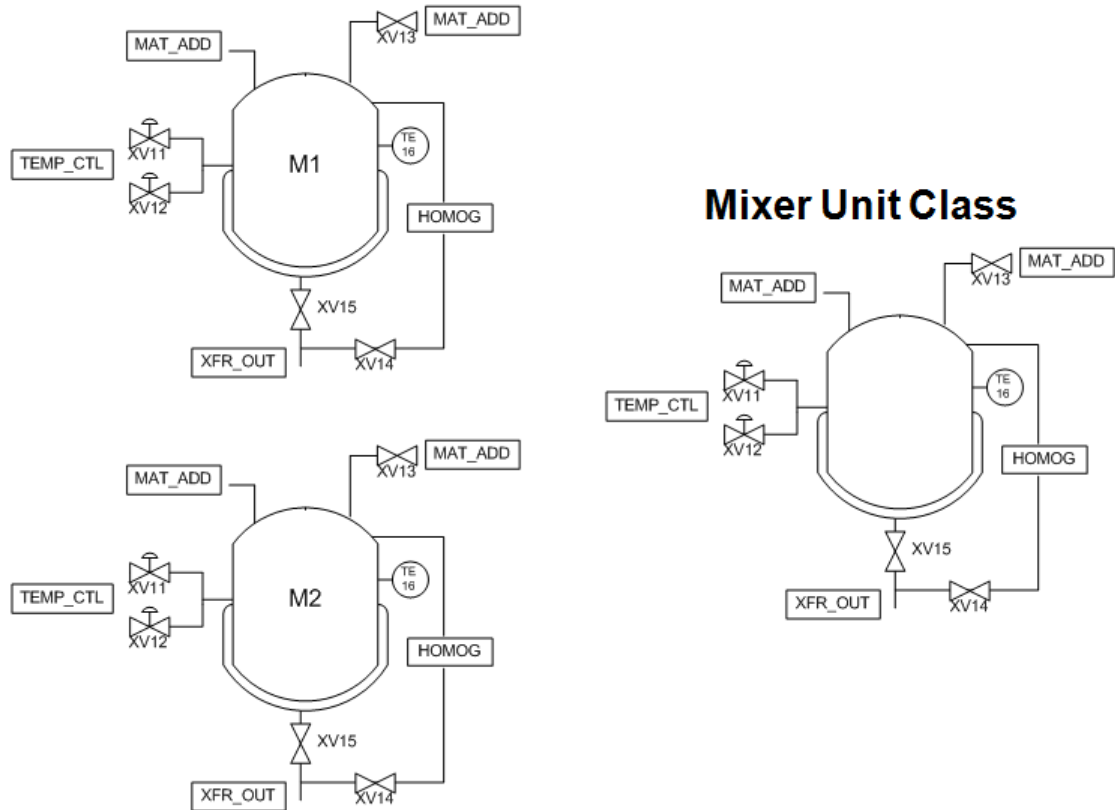 MAT_ADD
XV13
MAT_ADD
XV11
TEMP_CTL
XV12
M1
TE
16
HOMOG
XV15
XFR_OUT
XV14
MAT_ADD
XV13
MAT_ADD
XV11
TEMP_CTL
XV12
M2
TE
16
HOMOG
XV15
XFR_OUT
XV14
Mixer Unit Class
MAT_ADD
XV13
MAT_ADD
XV11
TEMP_CTL
XV12
TE
16
HOMOG
XV15
XFR_OUT
XV14